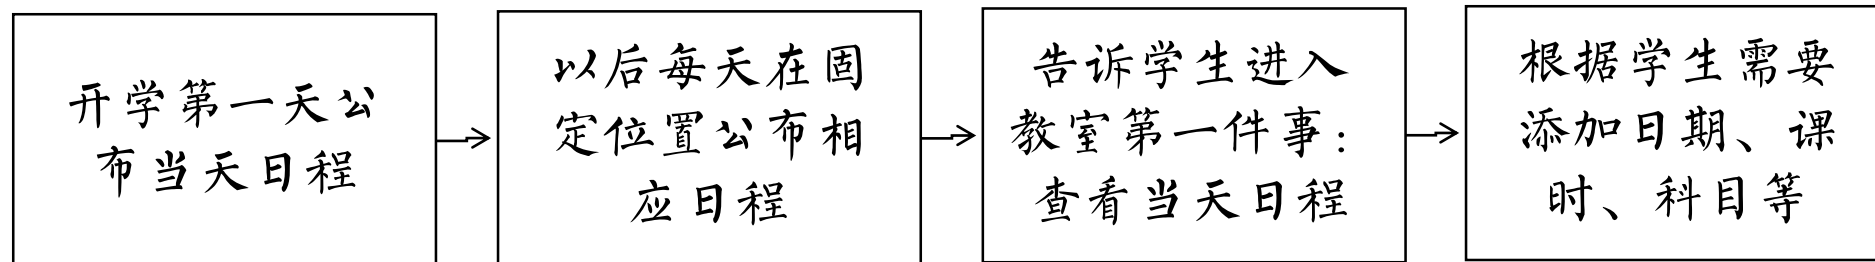 开学第一天公
布当天日程
以后每天在固
定位置公布相
应日程
告诉学生进入
教室第一件事：
查看当天日程
根据学生需要
添加日期、课
时、科目等